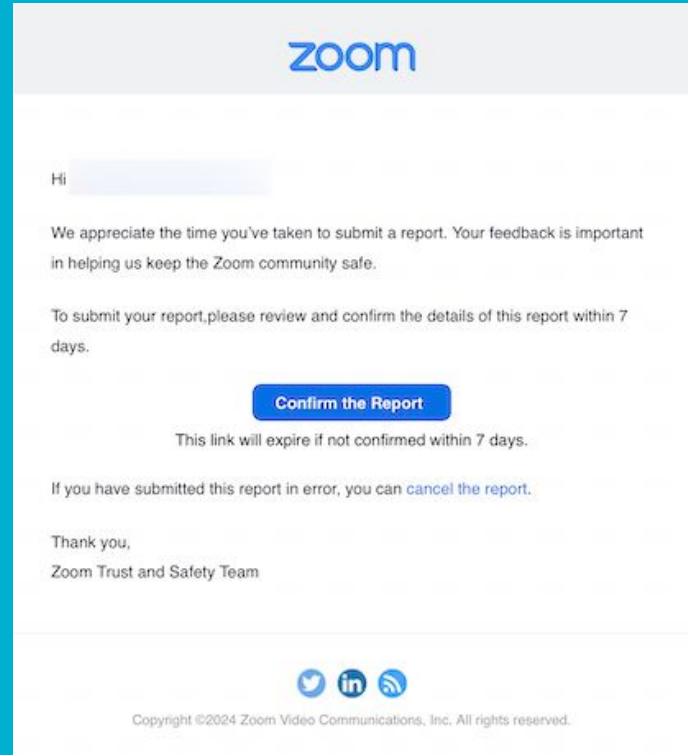 zoom
Hi
We appreciate the time you've taken to submit a report. Your feedback is important
in helping us keep the Zoom community safe.
To submit your report,please review and confirm the details of this report within 7
days.
Confirm the Report
This link will expire if not confirmed within 7 days.
If you have submitted this report in error, you can cancel the report.
Thank you,
Zoom Trust and Safety Team
in
Copyright ©2024 Zoom Video Communications, Inc. All rights reserved.